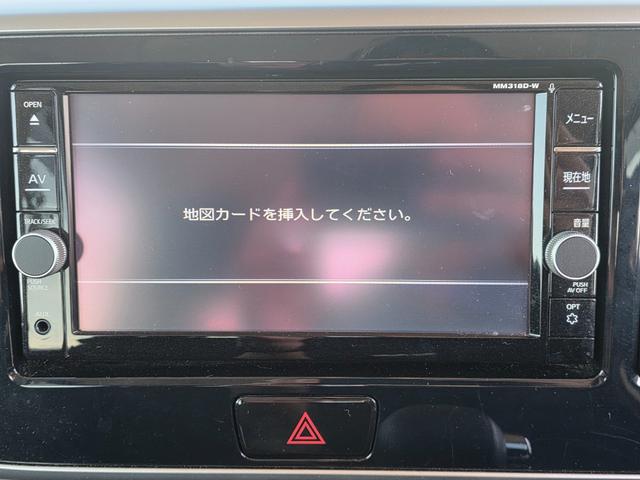 MM318D-W
OPEN
メニュー
AV
現在地
地図カードを挿入してください。
TRACK/SEEK
音量
PUSH
SOURCE
PUSH
AV OFF
AUX
OPT